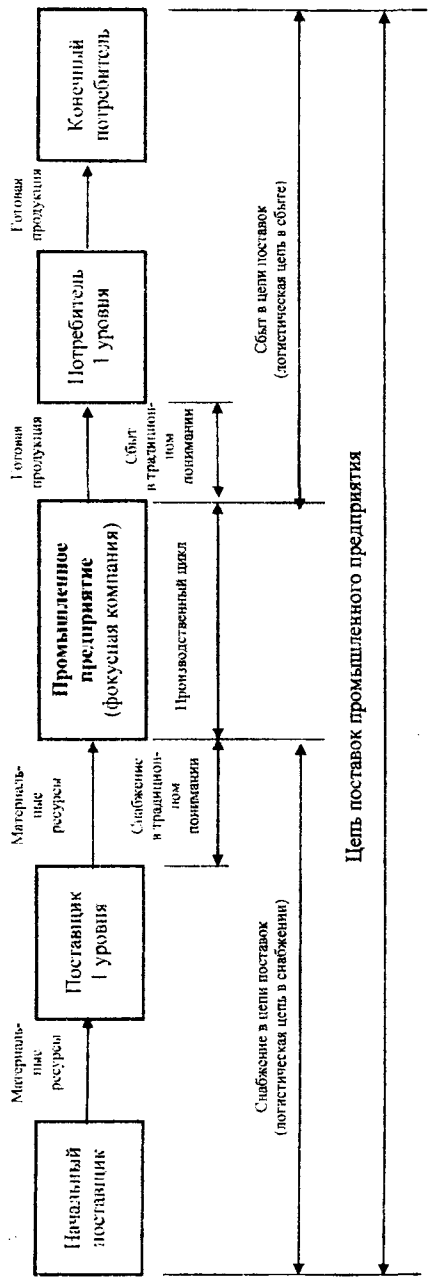 Начальный
поставщик
Материаль-
ные
ресурсы
Поставщик
1 уровня
Материаль-
ные
ресурсы
Промышленное
предприятие
(фокусная компания)
Готовая
продукция
Потребитель
1 уровня
Готовая
продукция
Конечный
потребитель
Снабжение
в традицион-
ном
понимании
Производственный цикл
Сбыт
в традицион-
ном
понимании
Снабжение в цепи поставок
(логистическая цепь в снабжении)
Сбыт в цепи поставок
(логистическая цепь в сбыте)
Цепь поставок промышленного предприятия